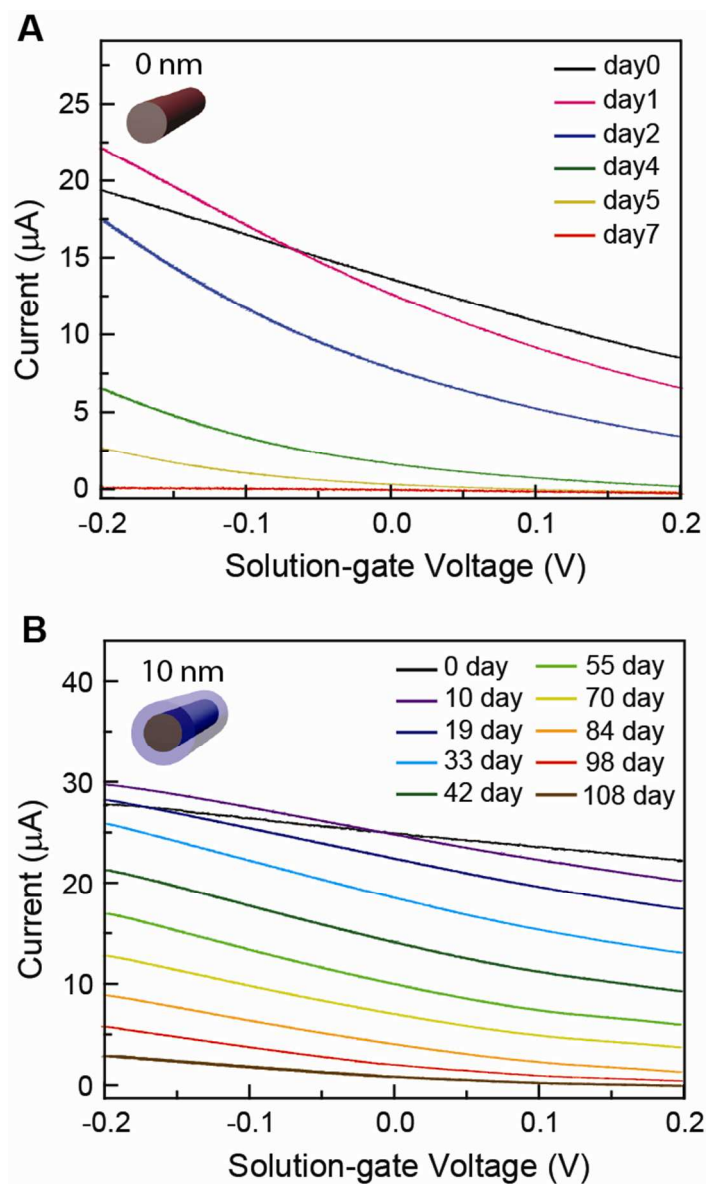 A
0 nm
day0
day1
day2
day4
day5
day7
25
20
15
10
5
0
Current (μA)
-0.2 -0.1 0.0 0.1 0.2
Solution-gate Voltage (V)
B
10 nm
0 day 55 day
10 day 70 day
19 day 84 day
33 day 98 day
42 day 108 day
40
30
20
10
0
Current (μA)
-0.2 -0.1 0.0 0.1 0.2
Solution-gate Voltage (V)